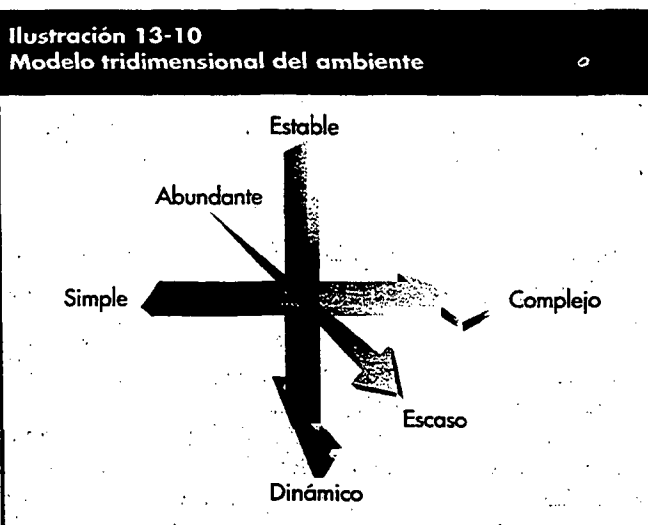 Ilustración 13-10
Modelo tridimensional del ambiente
Estable
Abundante
Simple
Complejo
Escaso
Dinámico